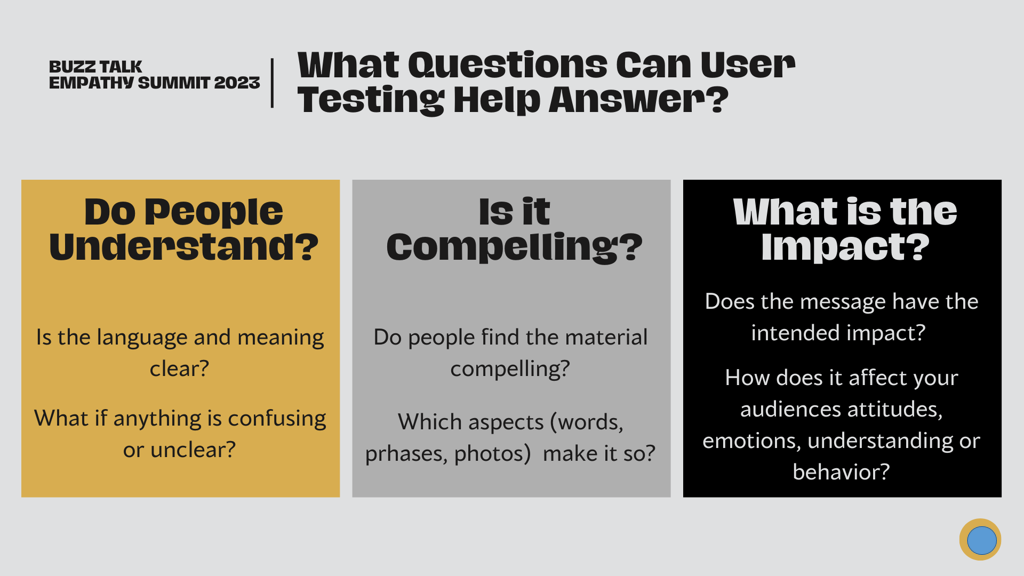 BUZZ TALK
EMPATHY SUMMIT 2023
What Questions Can User
Testing Help Answer?
Do People
Understand?
Is the language and meaning
clear?
What if anything is confusing
or unclear?
Is it
Compelling?
Do people find the material
compelling?
Which aspects (words,
prhases, photos)  make it so?
What is the
Impact?
Does the message have the
intended impact?
How does it affect your
audiences attitudes,
emotions, understanding or
behavior?